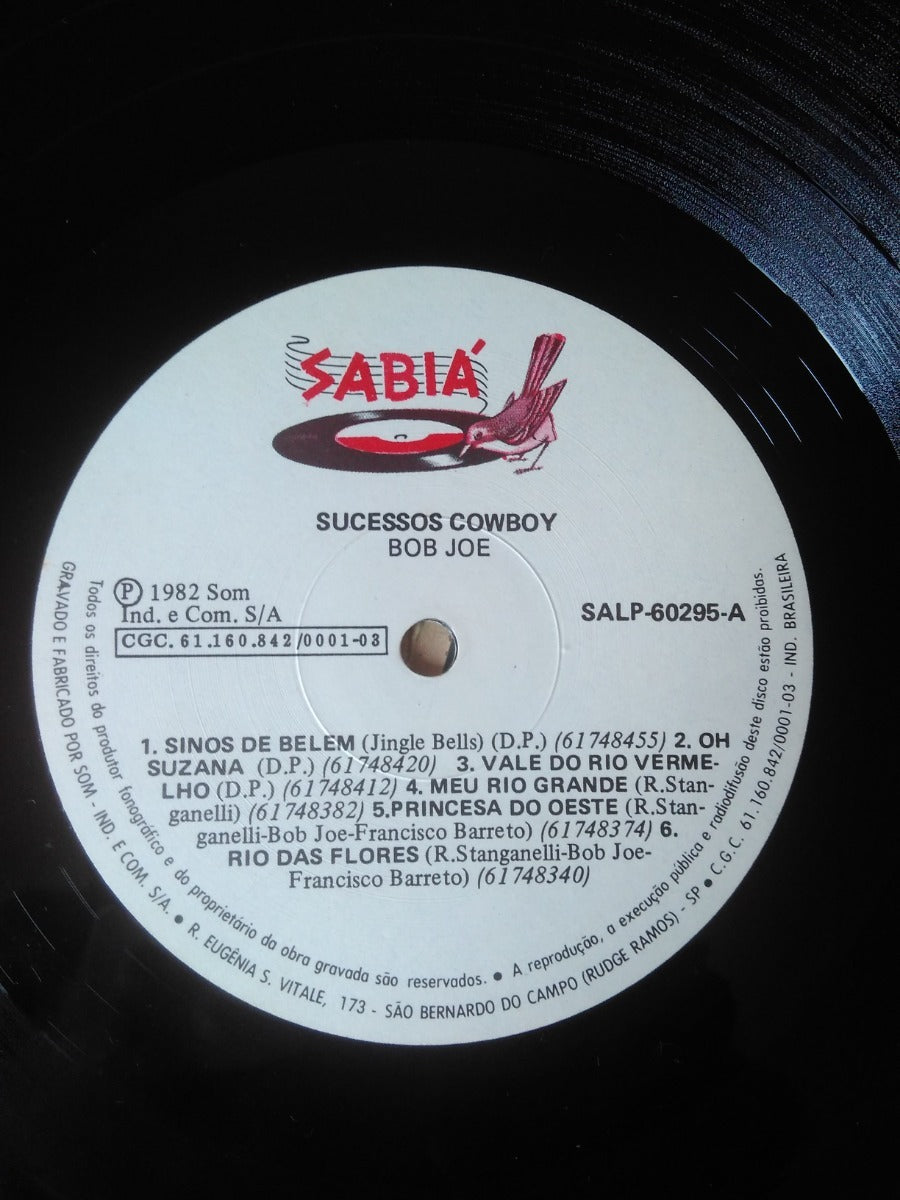 SABIÁ
SUCESSOS COWBOY
BOB JOE
Ⓟ 1982 Som
Ind. e Com. S/A
CGC. 61.160.842/0001-03
SALP-60295-A
1. SINOS DE BELEM (Jingle Bells) (D.P.) (61748455) 2. OH
SUZANA (D.P.) (61748420) 3. VALE DO RIO VERME-
LHO (D.P.) (61748412) 4. MEU RIO GRANDE (R.Stan-
ganelli) (61748382) 5.PRINCESA DO OESTE (R.Stan-
ganelli-Bob Joe-Francisco Barreto) (61748374) 6.
RIO DAS FLORES (R.Stanganelli-Bob Joe-
Francisco Barreto) (61748340)
Todos os direitos do produtor fonográfico e do proprietário da obra gravada são reservados. ● A reprodução, a execução pública e radiodifusão deste disco estão proibidas.
GRAVADO E FABRICADO POR SOM - IND. E COM. S/A. ● R. EUGÊNIA S. VITALE, 173 - SÃO BERNARDO DO CAMPO (RUDGE RAMOS) - SP ● C.G.C. 61.160.842/0001-03 - IND. BRASILEIRA